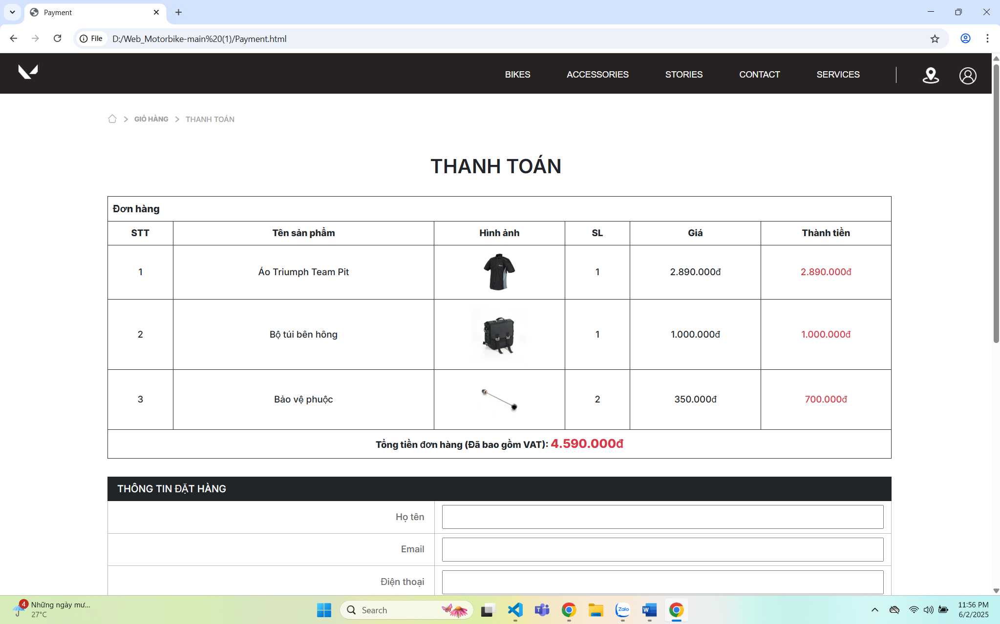 Payment
File D:/Web_Motorbike-main%20(1)/Payment.html
BIKES ACCESSORIES STORIES CONTACT SERVICES
GIỎ HÀNG THANH TOÁN
THANH TOÁN
Đơn hàng
STT Tên sản phẩm Hình ảnh SL Giá Thành tiền
1 Áo Triumph Team Pit 1 2.890.000đ 2.890.000đ
2 Bộ túi bên hông 1 1.000.000đ 1.000.000đ
3 Bảo vệ phuộc 2 350.000đ 700.000đ
Tổng tiền đơn hàng (Đã bao gồm VAT): 4.590.000đ
THÔNG TIN ĐẶT HÀNG
Họ tên
Email
Điện thoại
4 Những ngày mư...
27°C
Search
Zalo
11:56 PM
6/2/2025